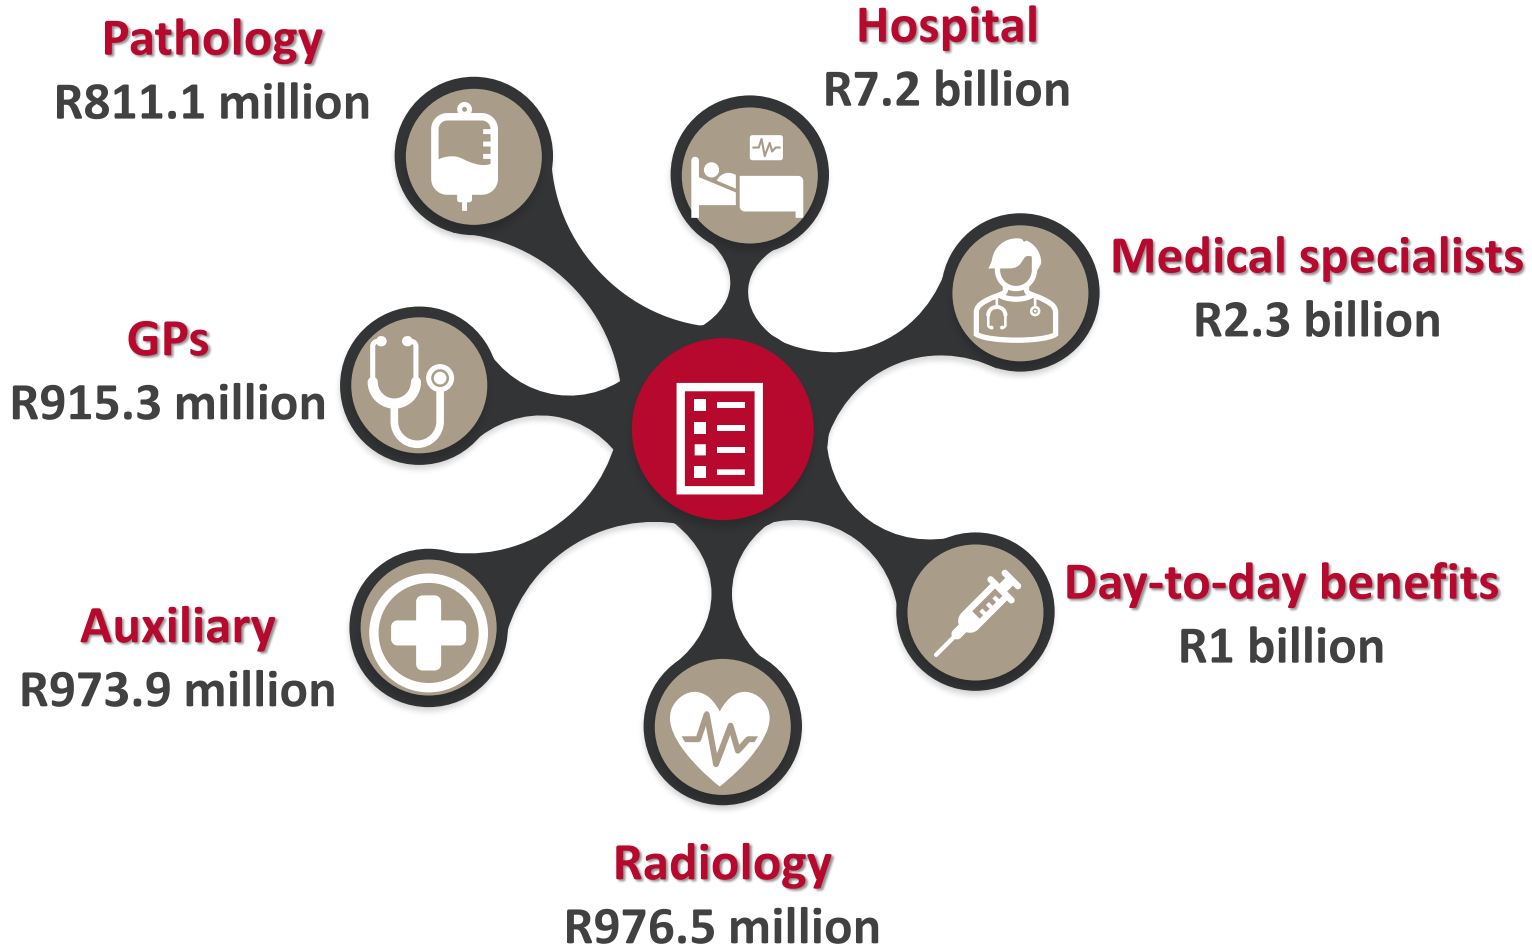 Hospital
R7.2 billion
Medical specialists
R2.3 billion
Day-to-day benefits
R1 billion
Radiology
R976.5 million
Auxiliary
R973.9 million
GPs
R915.3 million
Pathology
R811.1 million